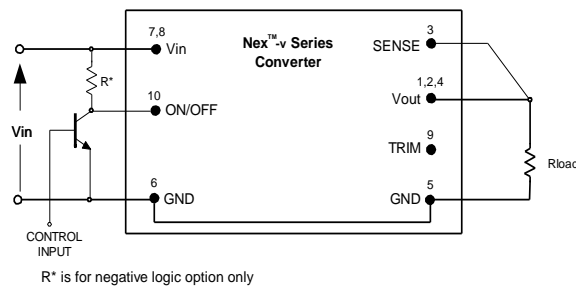 7,8
Vin
Nex™-v Series
Converter
3
SENSE
R*
1,2,4
Vout
10
ON/OFF
Vin
9
TRIM
Rload
6
GND
5
GND
CONTROL
INPUT
R* is for negative logic option only